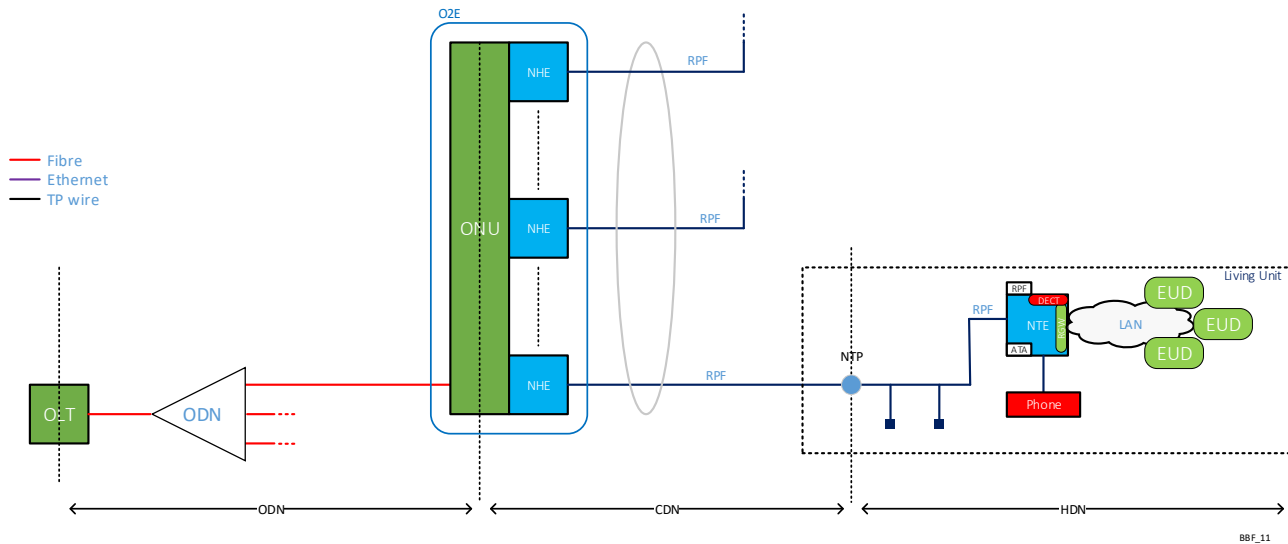 O2E
NHE
RPF
Fibre
Ethernet
TP wire
ONU
NHE
RPF
Living Unit
RPF
DECT
EUD
RPF
NTE
RGW
LAN
EUD
ATA
EUD
NTP
NHE
RPF
Phone
OLT
ODN
ODN
CDN
HDN
BBF_11